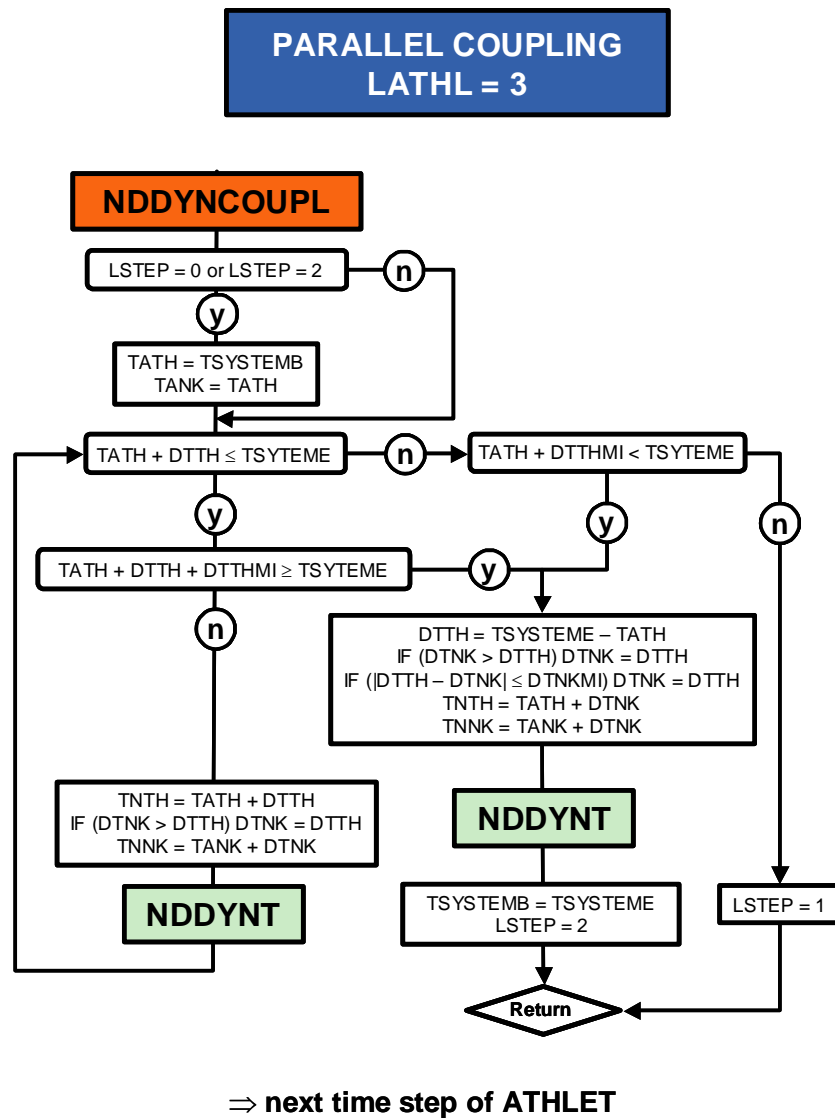 PARALLEL COUPLING
LATHL = 3
NDDYNCOUPL
LSTEP = 0 or LSTEP = 2
n
y
TATH = TSYSTEMB
TANK = TATH
TATH + DTTH ≤ TSYTEME
n
TATH + DTTHMI < TSYTEME
y
y
n
TATH + DTTH + DTTHMI ≥ TSYTEME
y
n
DTTH = TSYSTEME – TATH
IF (DTNK > DTTH) DTNK = DTTH
IF (|DTTH – DTNK| ≤ DTNKMI) DTNK = DTTH
TNTH = TATH + DTNK
TNNK = TANK + DTNK
TNTH = TATH + DTTH
IF (DTNK > DTTH) DTNK = DTTH
TNNK = TANK + DTNK
NDDYNT
NDDYNT
TSYSTEMB = TSYSTEME
LSTEP = 2
LSTEP = 1
Return
⇒ next time step of ATHLET